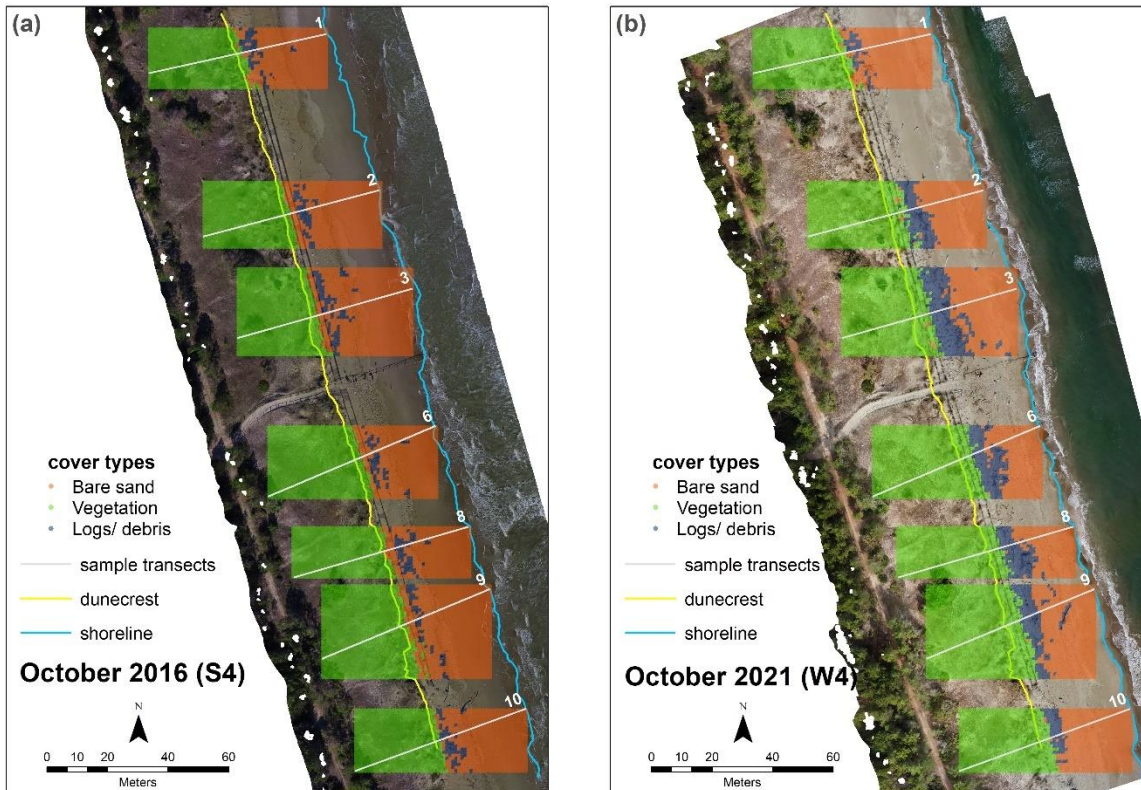 (a)
1
2
3
6
8
9
10
cover types
Bare sand
Vegetation
Logs/ debris
sample transects
dunecrest
shoreline
October 2016 (S4)
N
0 10 20 40 60
Meters
(b)
1
2
3
6
8
9
10
cover types
Bare sand
Vegetation
Logs/ debris
sample transects
dunecrest
shoreline
October 2021 (W4)
N
0 10 20 40 60
Meters